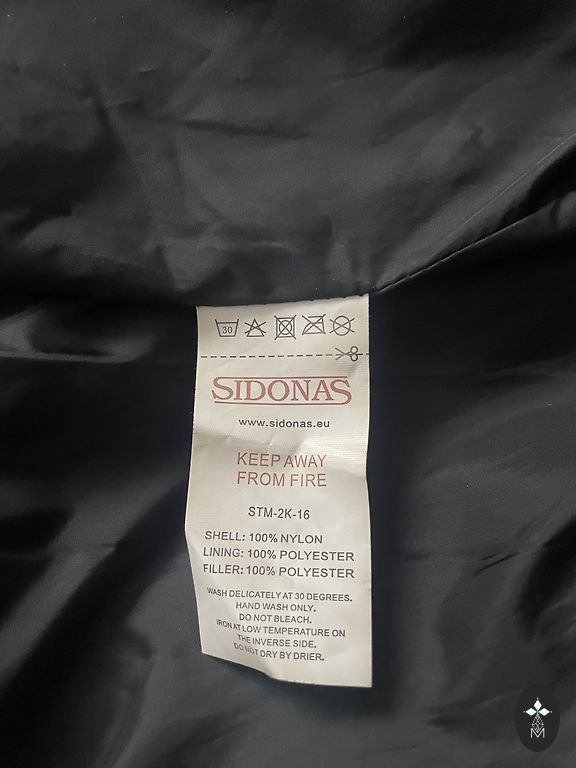 30
SIDONAS
www.sidonas.eu
KEEP AWAY
FROM FIRE
STM-2K-16
SHELL: 100% NYLON
LINING: 100% POLYESTER
FILLER: 100% POLYESTER
WASH DELICATELY AT 30 DEGREES.
HAND WASH ONLY.
DO NOT BLEACH.
IRON AT LOW TEMPERATURE ON
THE INVERSE SIDE.
DO NOT DRY BY DRIER.
M